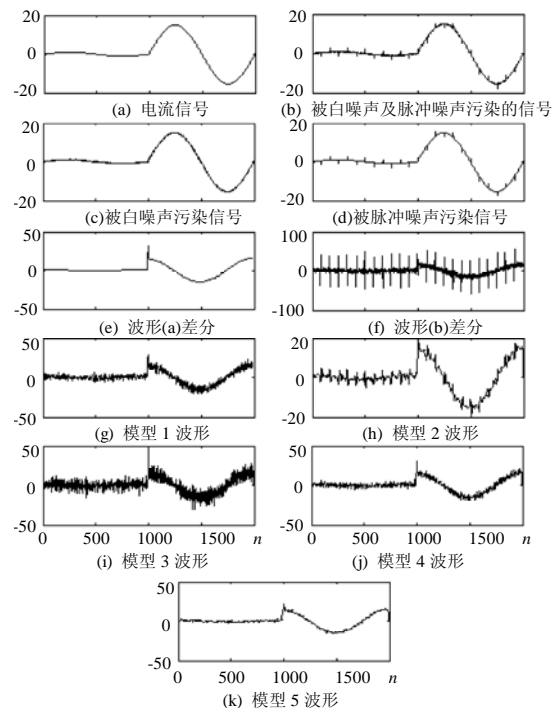 20
0
-20
(a) 电流信号
20
0
-20
(b) 被白噪声及脉冲噪声污染的信号
20
0
-20
(c)被白噪声污染信号
20
0
-20
(d)被脉冲噪声污染信号
50
0
-50
(e) 波形(a)差分
100
0
-100
(f) 波形(b)差分
50
0
-50
(g) 模型 1 波形
20
0
-20
(h) 模型 2 波形
50
0
-50
0 500 1000 1500 n
(i) 模型 3 波形
50
0
-50
0 500 1000 1500 n
(j) 模型 4 波形
50
0
-50
0 500 1000 1500 n
(k) 模型 5 波形